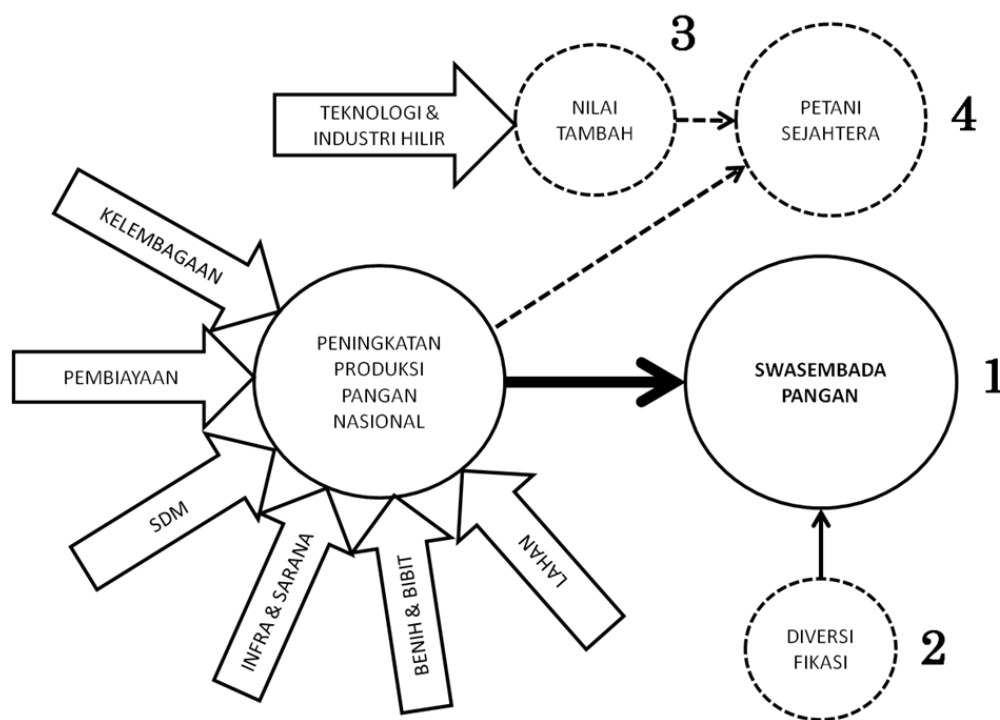 3
TEKNOLOGI &
INDUSTRI HILIR
NILAI
TAMBAH
PETANI
SEJAHTERA
4
KELEMBAGAAN
PEMBIAYAAN
SDM
INFRA & SARANA
BENIH & BIBIT
LAHAN
PENINGKATAN
PRODUKSI
PANGAN
NASIONAL
SWASEMBADA
PANGAN
1
DIVERSI
FIKASI
2